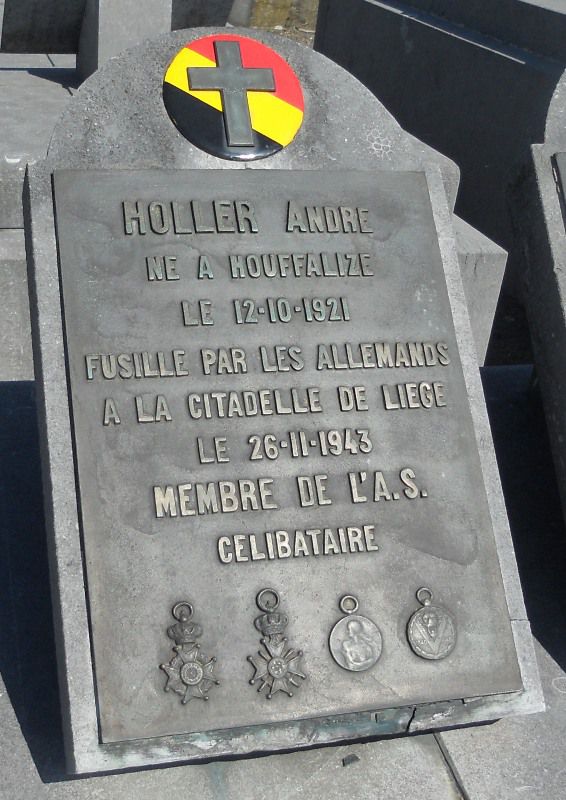 HOLLER ANDRE
NE A HOUFFALIZE
LE 12-10-1921
FUSILLE PAR LES ALLEMANDS
A LA CITADELLE DE LIEGE
LE 26-11-1943
MEMBRE DE L'A.S.
CELIBATAIRE